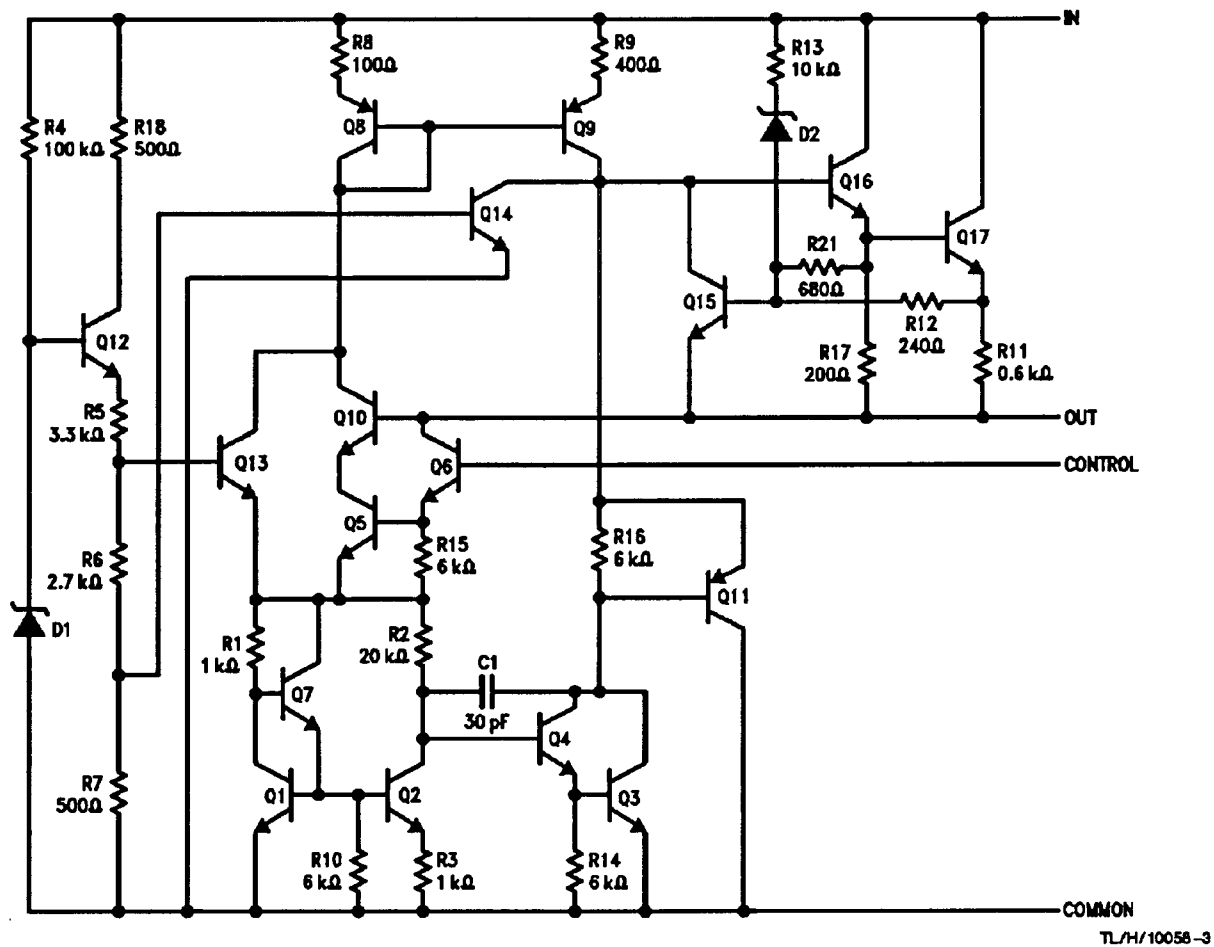 IN
R8
100Ω
R9
400Ω
R13
10 kΩ
R4
100 kΩ
R18
500Ω
Q8
Q9
D2
Q14
Q16
Q17
R21
680Ω
Q15
R12
240Ω
Q12
R17
200Ω
R11
0.6 kΩ
R5
3.3 kΩ
Q10
OUT
Q13
Q6
CONTROL
Q5
R15
6 kΩ
R16
6 kΩ
R6
2.7 kΩ
Q11
D1
R1
1 kΩ
R2
20 kΩ
C1
30 pF
Q7
Q4
R7
500Ω
Q1
Q2
Q3
R10
6 kΩ
R3
1 kΩ
R14
6 kΩ
COMMON
TL/H/10058-3